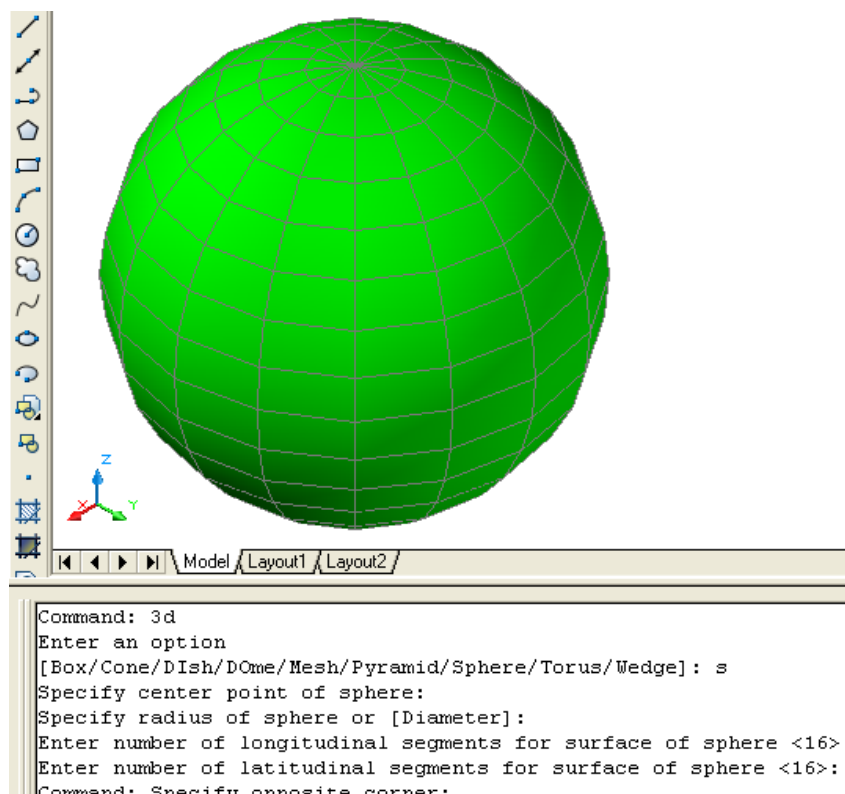 Z
X
Y
Model Layout1 Layout2
Command: 3d
Enter an option
[Box/Cone/DIsh/DOme/Mesh/Pyramid/Sphere/Torus/Wedge]: s
Specify center point of sphere:
Specify radius of sphere or [Diameter]:
Enter number of longitudinal segments for surface of sphere <16>
Enter number of latitudinal segments for surface of sphere <16>:
Command: Specify opposite corner: